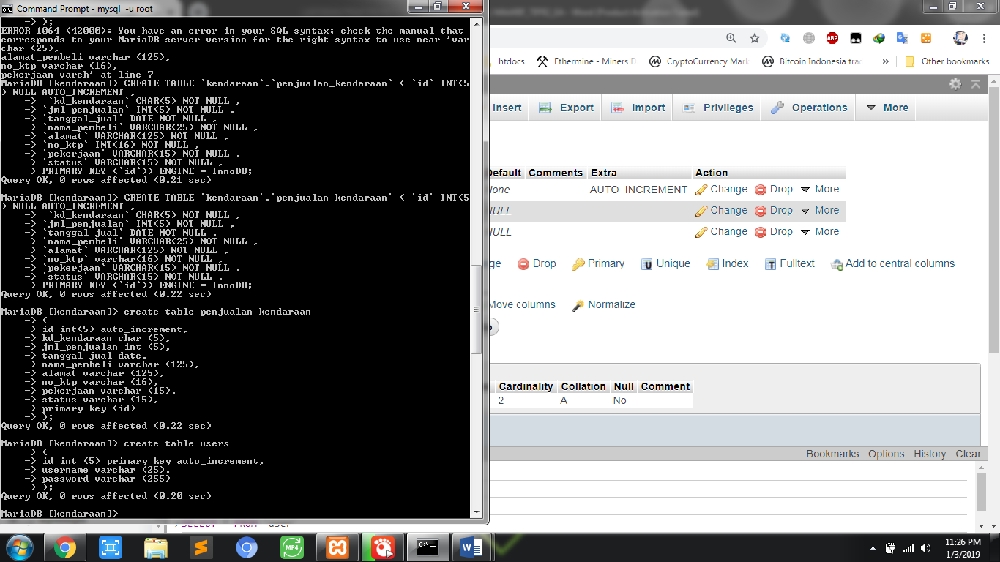 Command Prompt - mysql -u root
-> );
ERROR 1064 (42000): You have an error in your SQL syntax; check the manual that
corresponds to your MariaDB server version for the right syntax to use near 'var
char (25),
alamat_pembeli varchar (125),
no_ktp varchar (16),
pekerjaan varch' at line 7
MariaDB [kendaraan]> CREATE TABLE `kendaraan`.`penjualan_kendaraan` ( `id` INT(5
) NULL AUTO_INCREMENT ,
->  `kd_kendaraan` CHAR(5) NOT NULL ,
-> `jml_penjualan` INT(5) NOT NULL ,
-> `tanggal_jual` DATE NOT NULL ,
-> `nama_pembeli` VARCHAR(25) NOT NULL ,
-> `alamat` VARCHAR(125) NOT NULL ,
-> `no_ktp` INT(16) NOT NULL ,
-> `pekerjaan` VARCHAR(15) NOT NULL ,
-> `status` VARCHAR(15) NOT NULL ,
-> PRIMARY KEY (`id`)) ENGINE = InnoDB;
Query OK, 0 rows affected (0.21 sec)
MariaDB [kendaraan]> CREATE TABLE `kendaraan`.`penjualan_kendaraan` ( `id` INT(5
) NULL AUTO_INCREMENT ,
->  `kd_kendaraan` CHAR(5) NOT NULL ,
-> `jml_penjualan` INT(5) NOT NULL ,
-> `tanggal_jual` DATE NOT NULL ,
-> `nama_pembeli` VARCHAR(25) NOT NULL ,
-> `alamat` VARCHAR(125) NOT NULL ,
-> `no_ktp` varchar(16) NOT NULL ,
-> `pekerjaan` VARCHAR(15) NOT NULL ,
-> `status` VARCHAR(15) NOT NULL ,
-> PRIMARY KEY (`id`)) ENGINE = InnoDB;
Query OK, 0 rows affected (0.22 sec)
MariaDB [kendaraan]> create table penjualan_kendaraan
-> (
-> id int(5) auto_increment,
-> kd_kendaraan char (5),
-> jml_penjualan int (5),
-> tanggal_jual date,
-> nama_pembeli varchar (125),
-> alamat varchar (125),
-> no_ktp varchar (16),
-> pekerjaan varchar (15),
-> status varchar (15),
-> primary key (id)
-> );
Query OK, 0 rows affected (0.22 sec)
MariaDB [kendaraan]> create table users
-> (
-> id int (5) primary key auto_increment,
-> username varchar (25),
-> password varchar (255)
-> );
Query OK, 0 rows affected (0.20 sec)
MariaDB [kendaraan]>
ABP
htdocs Ethermine - Miners D CryptoCurrency Mark Bitcoin Indonesia trad » Other bookmarks
Insert Export Import Privileges Operations More
Default Comments Extra Action
None AUTO_INCREMENT Change Drop More
NULL Change Drop More
NULL Change Drop More
Drop Primary Unique Index Fulltext Add to central columns
Move columns Normalize
Cardinality Collation Null Comment
2 A No
Bookmarks Options History Clear
MP4
11:26 PM
1/3/2019